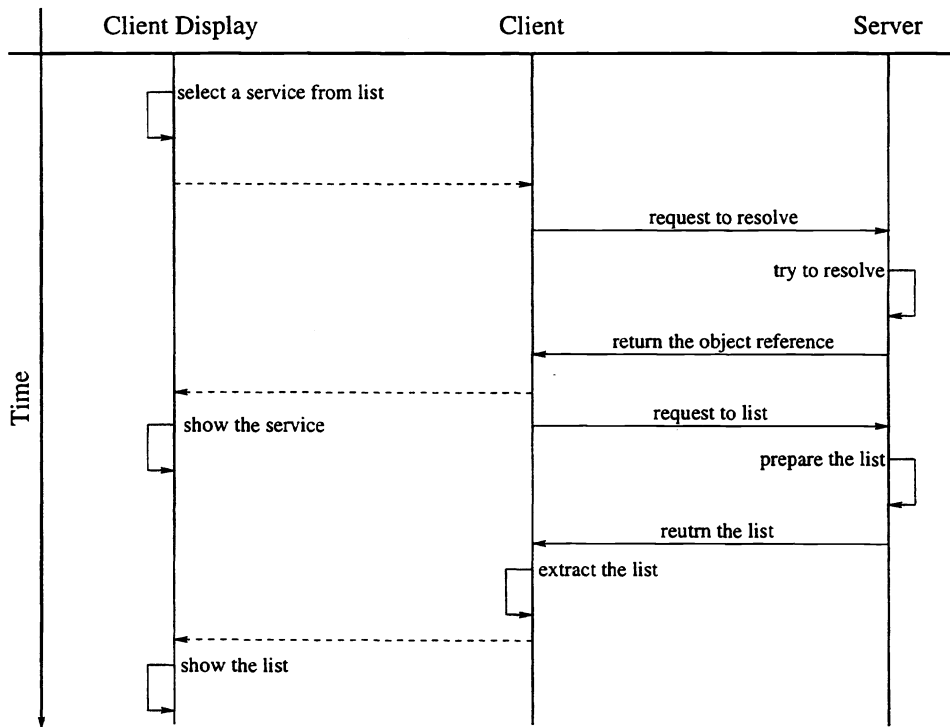 Client Display
Client
Server
select a service from list
request to resolve
try to resolve
return the object reference
Time
request to list
show the service
prepare the list
reutrn the list
extract the list
show the list